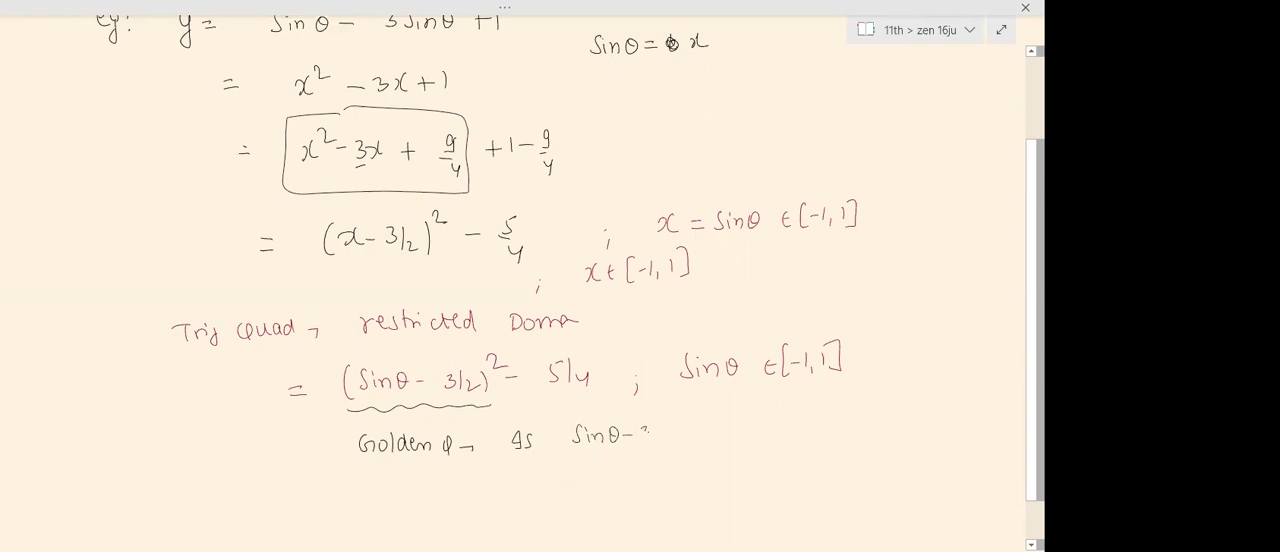 11th > zen 16ju
eg: y = sinθ - 3sinθ +1
sinθ = x
= x² - 3x + 1
= x² - 3x + 9/4 + 1 - 9/4
= (x - 3/2)² - 5/4 ; x = sinθ ∈ [-1, 1]
; x ∈ [-1, 1]
Trig Quad → restricted Doma
= (sinθ - 3/2)² - 5/4 ; sinθ ∈ [-1, 1]
Golden φ → Is sinθ -